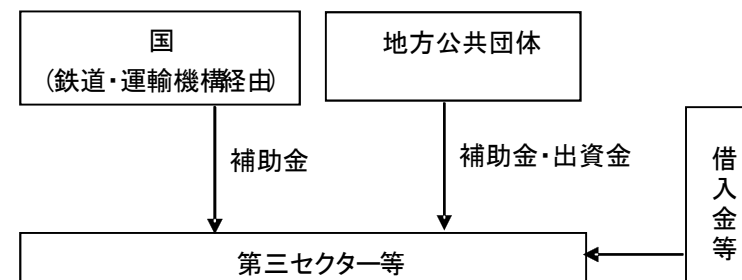 国
(鉄道・運輸機構経由)
地方公共団体
補助金
補助金・出資金
借入金等
第三セクター等